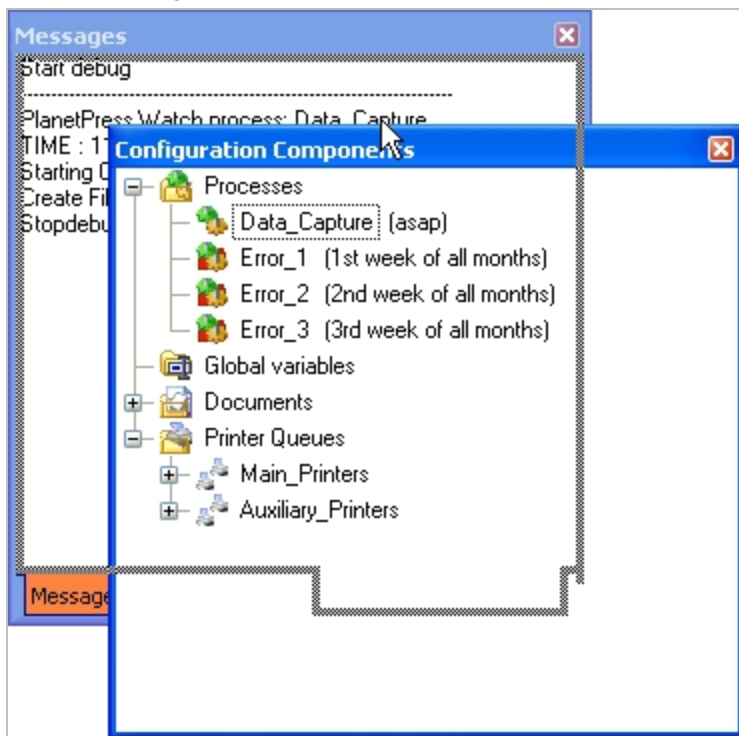 Messages
Start debug
PlanetPress Watch process: Data_Capture
TIME : 1
Starting
Create Fil
Stopdebu
Configuration Components
Processes
Data_Capture (asap)
Error_1 (1st week of all months)
Error_2 (2nd week of all months)
Error_3 (3rd week of all months)
Global variables
Documents
Printer Queues
Main_Printers
Auxiliary_Printers
Message